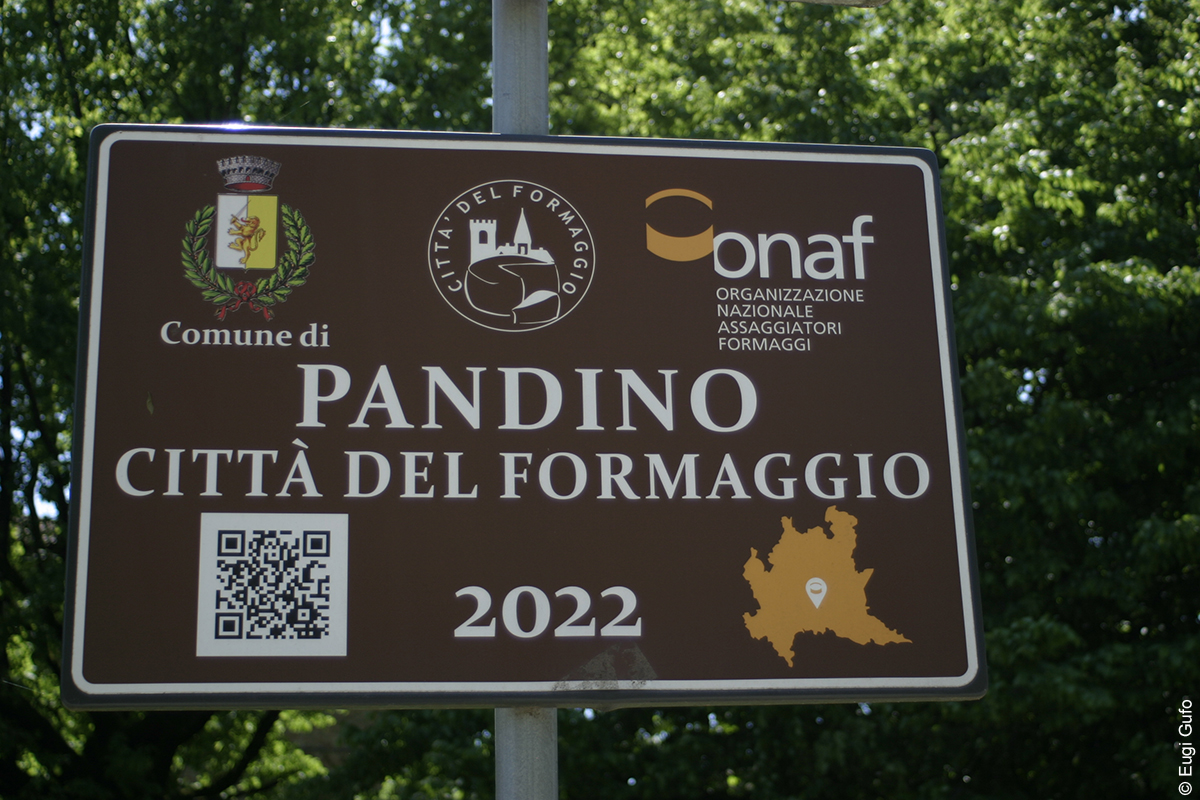 CITTA' DEL FORMAGGIO
onaf
ORGANIZZAZIONE
NAZIONALE
ASSAGGIATORI
FORMAGGI
Comune di
PANDINO
CITTÀ DEL FORMAGGIO
2022
© Eugi Gufo